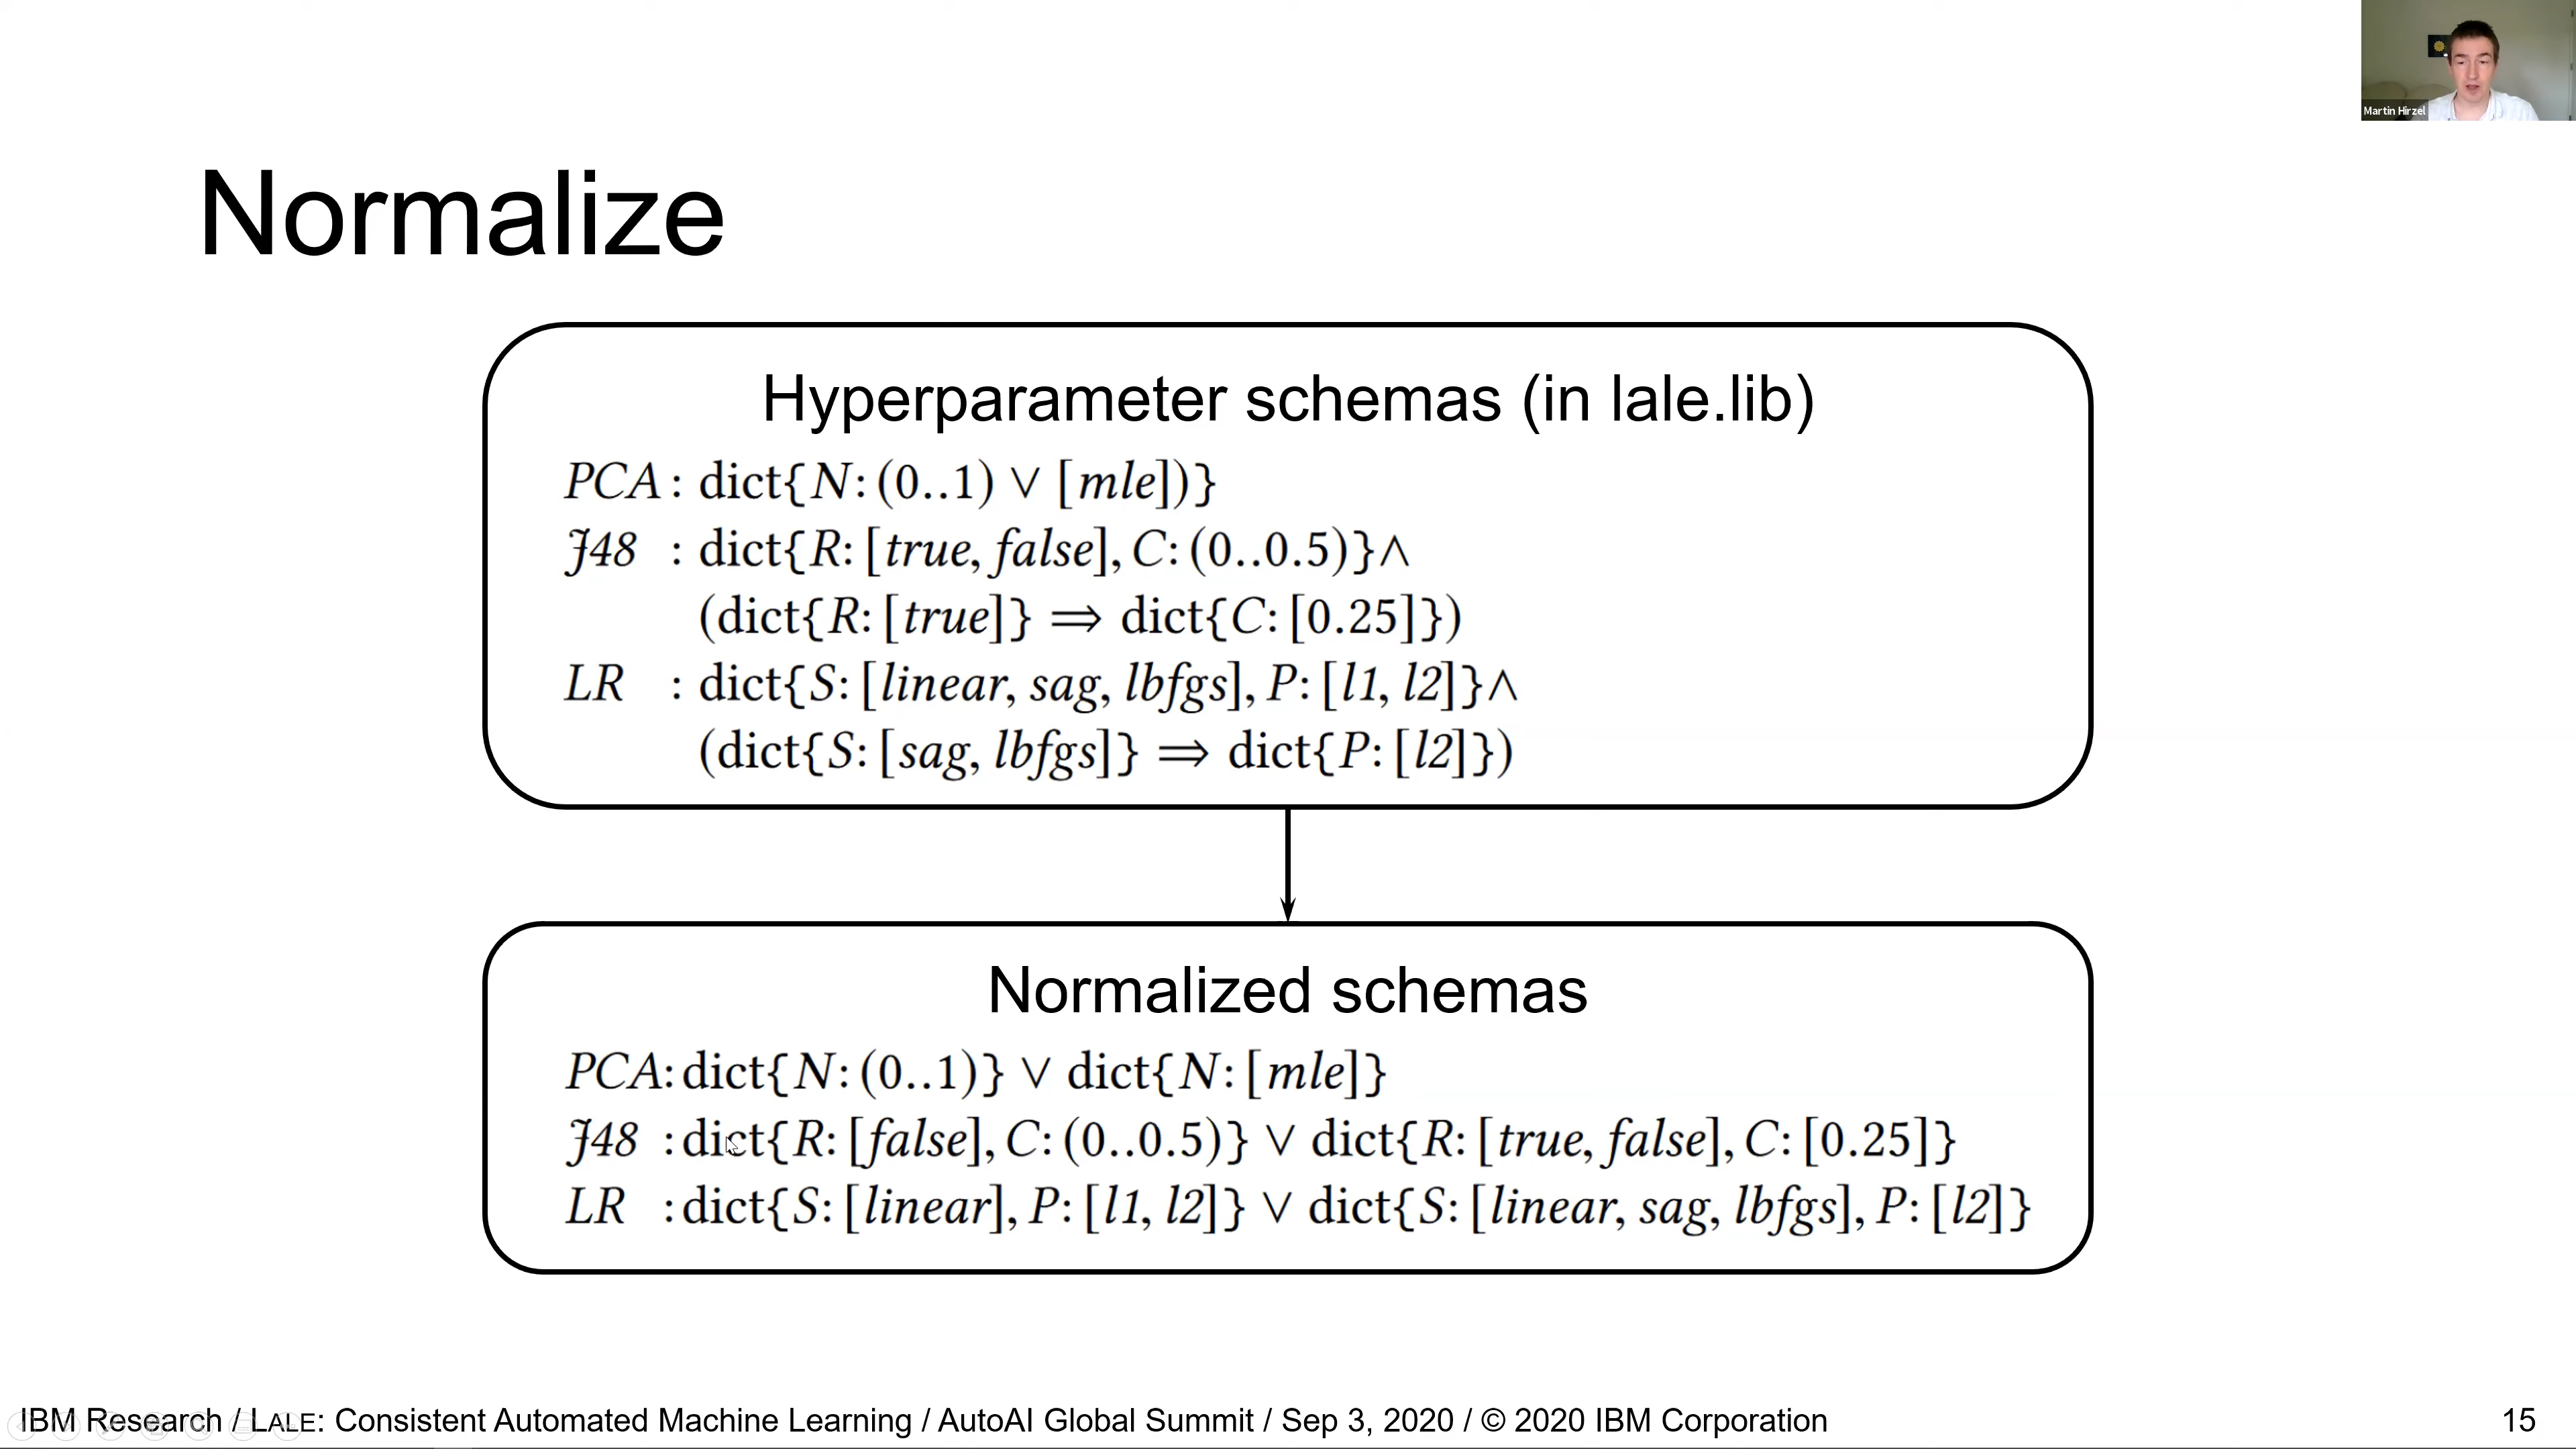 Martin Hirzel
Normalize
Hyperparameter schemas (in lale.lib)
PCA : dict{N: (0..1) ∨ [mle])}
J48 : dict{R: [true, false], C: (0..0.5)}∧
(dict{R: [true]} ⟹ dict{C: [0.25]})
LR : dict{S: [linear, sag, lbfgs], P: [l1, l2]}∧
(dict{S: [sag, lbfgs]} ⟹ dict{P: [l2]})
Normalized schemas
PCA: dict{N: (0..1)} ∨ dict{N: [mle]}
J48 : dict{R: [false], C: (0..0.5)} ∨ dict{R: [true, false], C: [0.25]}
LR : dict{S: [linear], P: [l1, l2]} ∨ dict{S: [linear, sag, lbfgs], P: [l2]}
IBM Research / LALE: Consistent Automated Machine Learning / AutoAI Global Summit / Sep 3, 2020 / © 2020 IBM Corporation
15